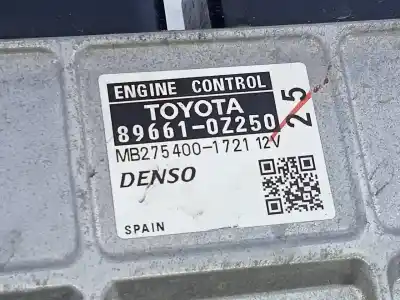 ENGINE CONTROL
TOYOTA
89661-0Z250
25
MB275400-1721 12V
DENSO
SPAIN